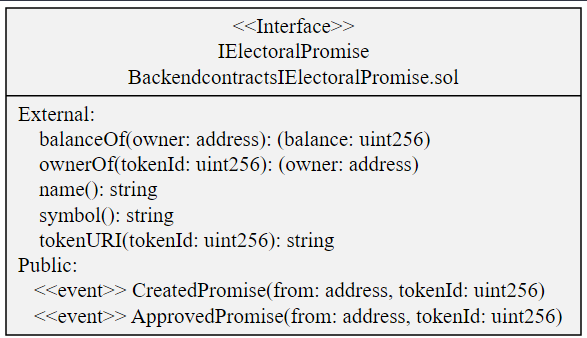 <<Interface>>
IElectoralPromise
BackendcontractsIElectoralPromise.sol
External:
balanceOf(owner: address): (balance: uint256)
ownerOf(tokenId: uint256): (owner: address)
name(): string
symbol(): string
tokenURI(tokenId: uint256): string
Public:
<<event>> CreatedPromise(from: address, tokenId: uint256)
<<event>> ApprovedPromise(from: address, tokenId: uint256)